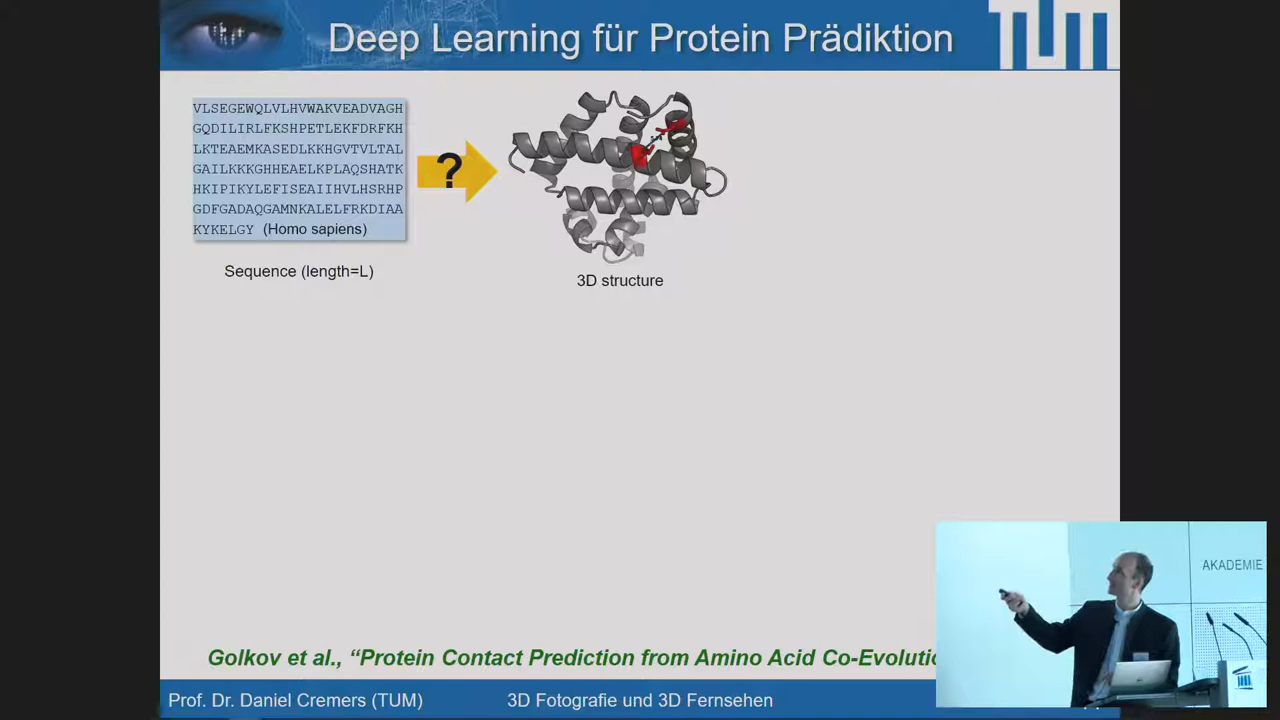 Deep Learning für Protein Prädiktion
TUM
VLSEGEWQLVLHVWAKVEADVAGH
GQDILIRLFKSHPETLEKFDRFKH
LKTEAEMKASEDLKKHGVTVLTAL
GAILKKKGHHEAELKPLAQSHATK
HKIPIKYLEFISEAIIHVLHSRHP
GDFGADAQGAMNKALELFRKDIAA
KYKELGY (Homo sapiens)
?
Sequence (length=L)
3D structure
AKADEMIE
Golkov et al., “Protein Contact Prediction from Amino Acid Co-Evolutio
Prof. Dr. Daniel Cremers (TUM)
3D Fotografie und 3D Fernsehen